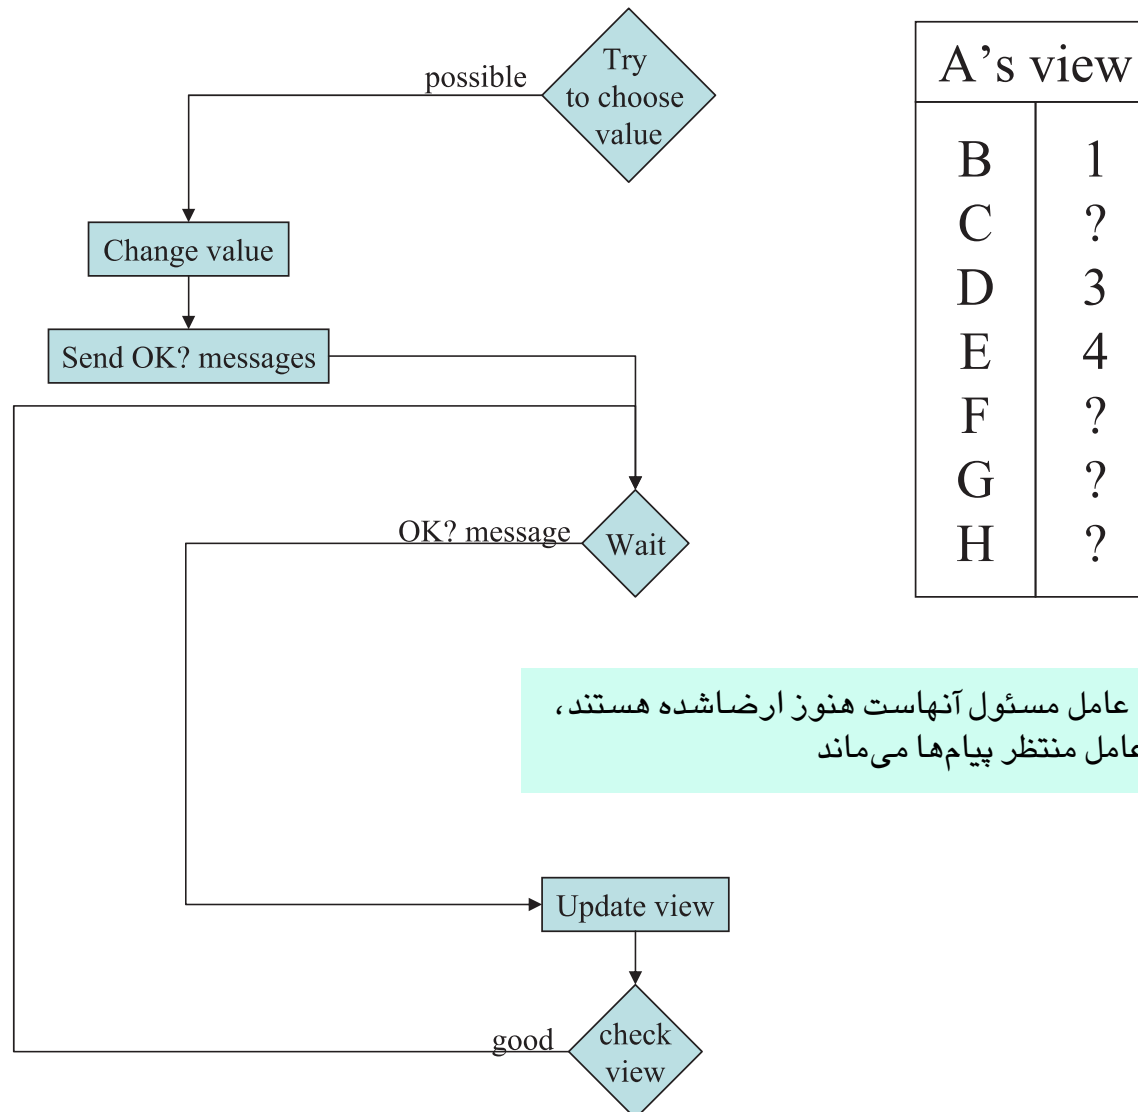 possible
Try
to choose
value
Change value
Send OK? messages
OK? message
Wait
Update view
good
check
view
A's view
B 1
C ?
D 3
E 4
F ?
G ?
H ?
عامل مسئول آنهاست هنوز ارضاشده هستند،
عامل منتظر پیام‌ها می‌ماند